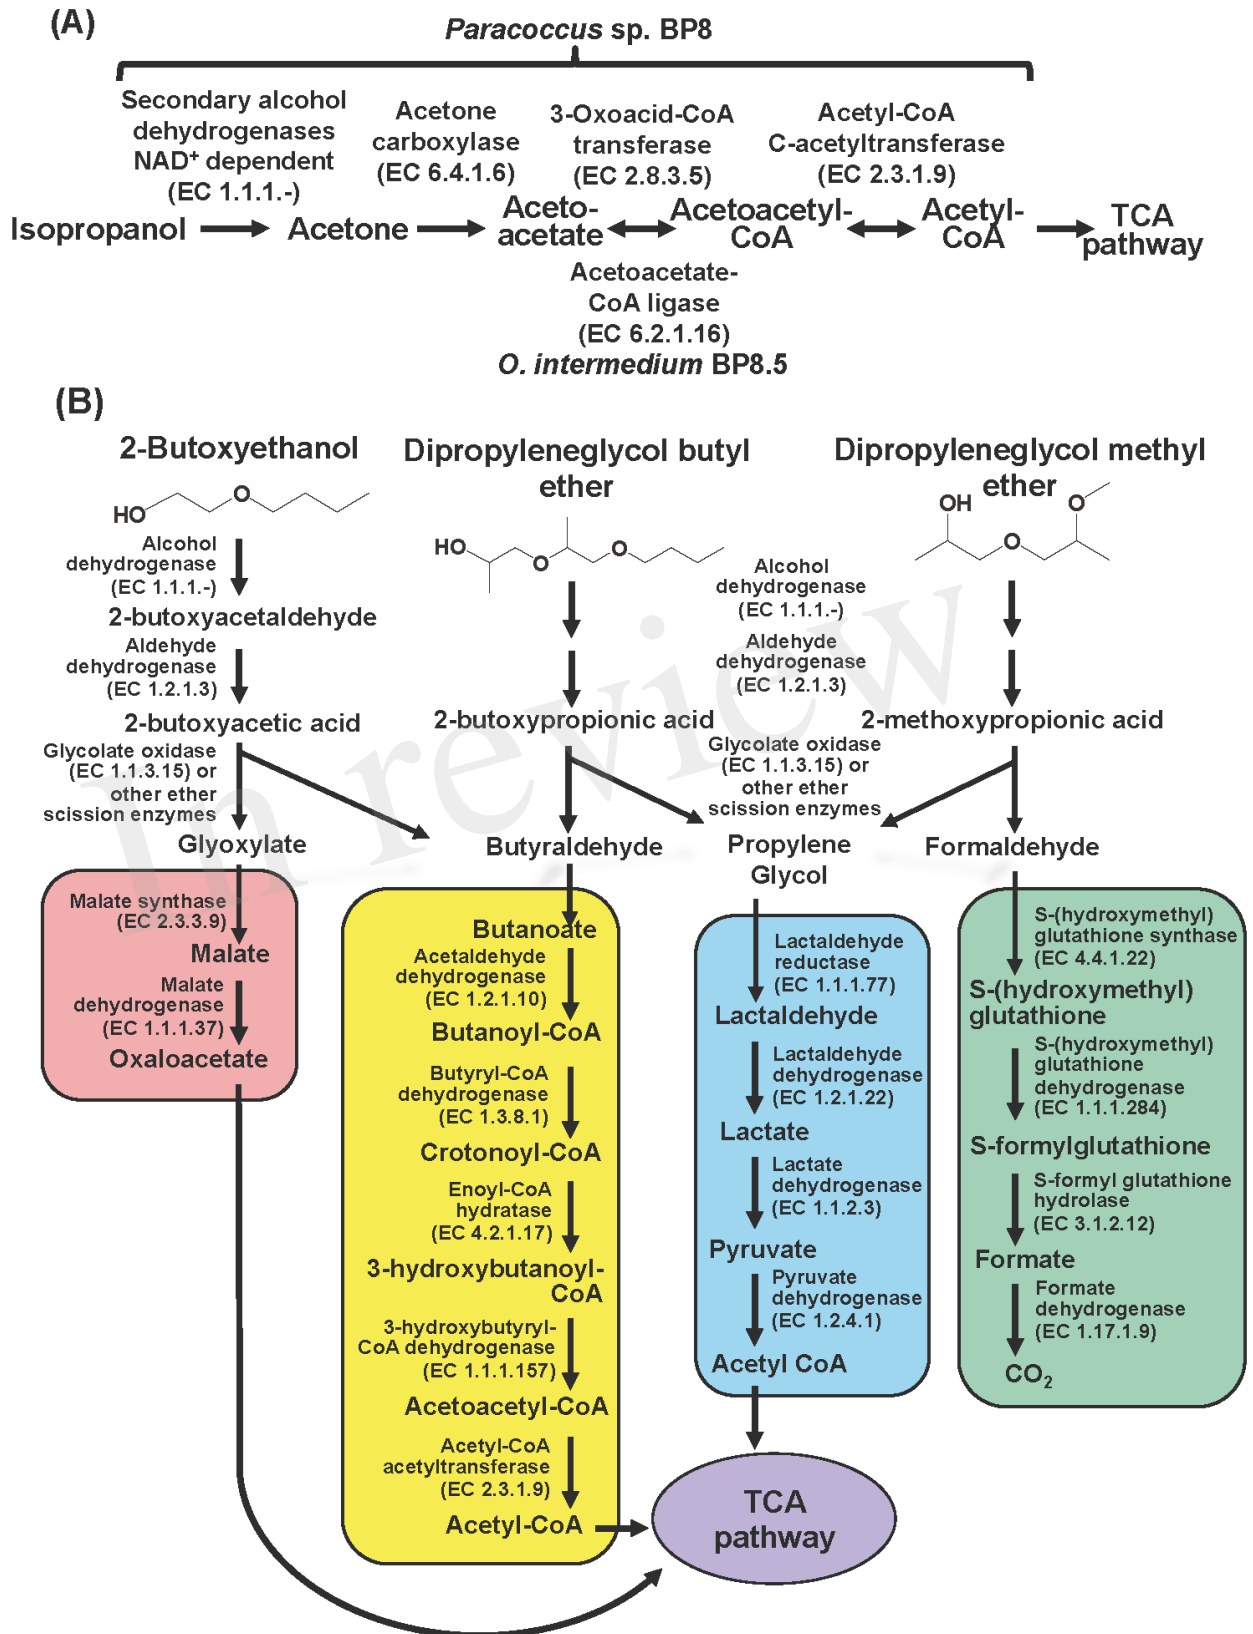 (A)
Paracoccus sp. BP8
Secondary alcohol
dehydrogenases
NAD⁺ dependent
(EC 1.1.1.-)
Acetone
carboxylase
(EC 6.4.1.6)
3-Oxoacid-CoA
transferase
(EC 2.8.3.5)
Acetyl-CoA
C-acetyltransferase
(EC 2.3.1.9)
Isopropanol
Acetone
Aceto-
acetate
Acetoacetyl-
CoA
Acetyl-
CoA
TCA
pathway
Acetoacetate-
CoA ligase
(EC 6.2.1.16)
O. intermedium BP8.5
(B)
2-Butoxyethanol
HO
O
Alcohol
dehydrogenase
(EC 1.1.1.-)
2-butoxyacetaldehyde
Aldehyde
dehydrogenase
(EC 1.2.1.3)
2-butoxyacetic acid
Glycolate oxidase
(EC 1.1.3.15) or
other ether
scission enzymes
Glyoxylate
Malate synthase
(EC 2.3.3.9)
Malate
Malate
dehydrogenase
(EC 1.1.1.37)
Oxaloacetate
Dipropyleneglycol butyl
ether
HO
O
O
2-butoxypropionic acid
Butyraldehyde
Butanoate
Acetaldehyde
dehydrogenase
(EC 1.2.1.10)
Butanoyl-CoA
Butyryl-CoA
dehydrogenase
(EC 1.3.8.1)
Crotonoyl-CoA
Enoyl-CoA
hydratase
(EC 4.2.1.17)
3-hydroxybutanoyl-
CoA
3-hydroxybutyryl-
CoA dehydrogenase
(EC 1.1.1.157)
Acetoacetyl-CoA
Acetyl-CoA
acetyltransferase
(EC 2.3.1.9)
Acetyl-CoA
Dipropyleneglycol methyl
ether
OH
O
O
Alcohol
dehydrogenase
(EC 1.1.1.-)
Aldehyde
dehydrogenase
(EC 1.2.1.3)
2-methoxypropionic acid
Glycolate oxidase
(EC 1.1.3.15) or
other ether
scission enzymes
Propylene
Glycol
Lactaldehyde
reductase
(EC 1.1.1.77)
Lactaldehyde
Lactaldehyde
dehydrogenase
(EC 1.2.1.22)
Lactate
Lactate
dehydrogenase
(EC 1.1.2.3)
Pyruvate
Pyruvate
dehydrogenase
(EC 1.2.4.1)
Acetyl CoA
TCA
pathway
Formaldehyde
S-(hydroxymethyl)
glutathione synthase
(EC 4.4.1.22)
S-(hydroxymethyl)
glutathione
S-(hydroxymethyl)
glutathione
dehydrogenase
(EC 1.1.1.284)
S-formylglutathione
S-formyl glutathione
hydrolase
(EC 3.1.2.12)
Formate
Formate
dehydrogenase
(EC 1.17.1.9)
CO₂
In review